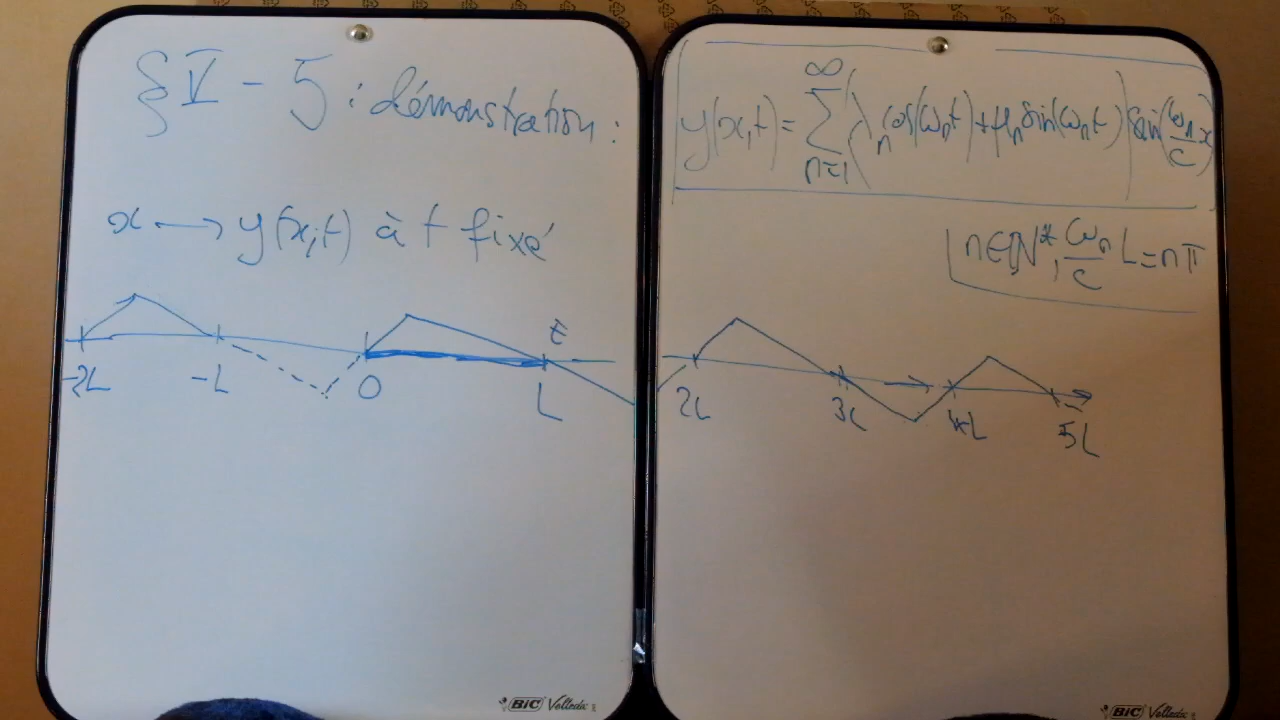 § V - 5 : démonstration :
x → y(x,t) à t fixé
-2L -L 0 L
BIC Velleda
y(x,t) = ∑_{n=1}^{∞} (λ_n cos(ω_n t) + μ_n sin(ω_n t)) sin(ω_n/c x)
n∈ℕ*, ω_n/c L = nπ
2L 3L 4L 5L
BIC Velleda